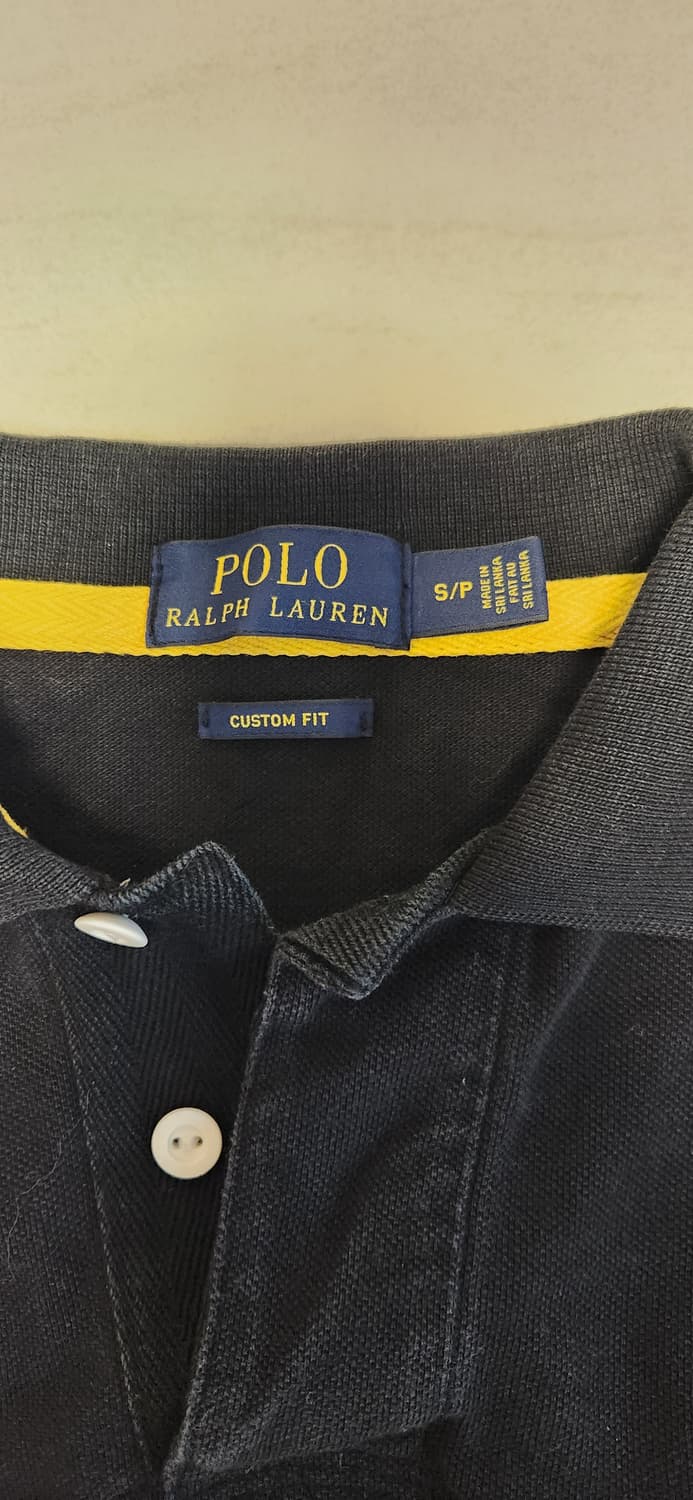 POLO
RALPH LAUREN
S/P
MADE IN
SRI LANKA
FAIT AU
SRI LANKA
CUSTOM FIT